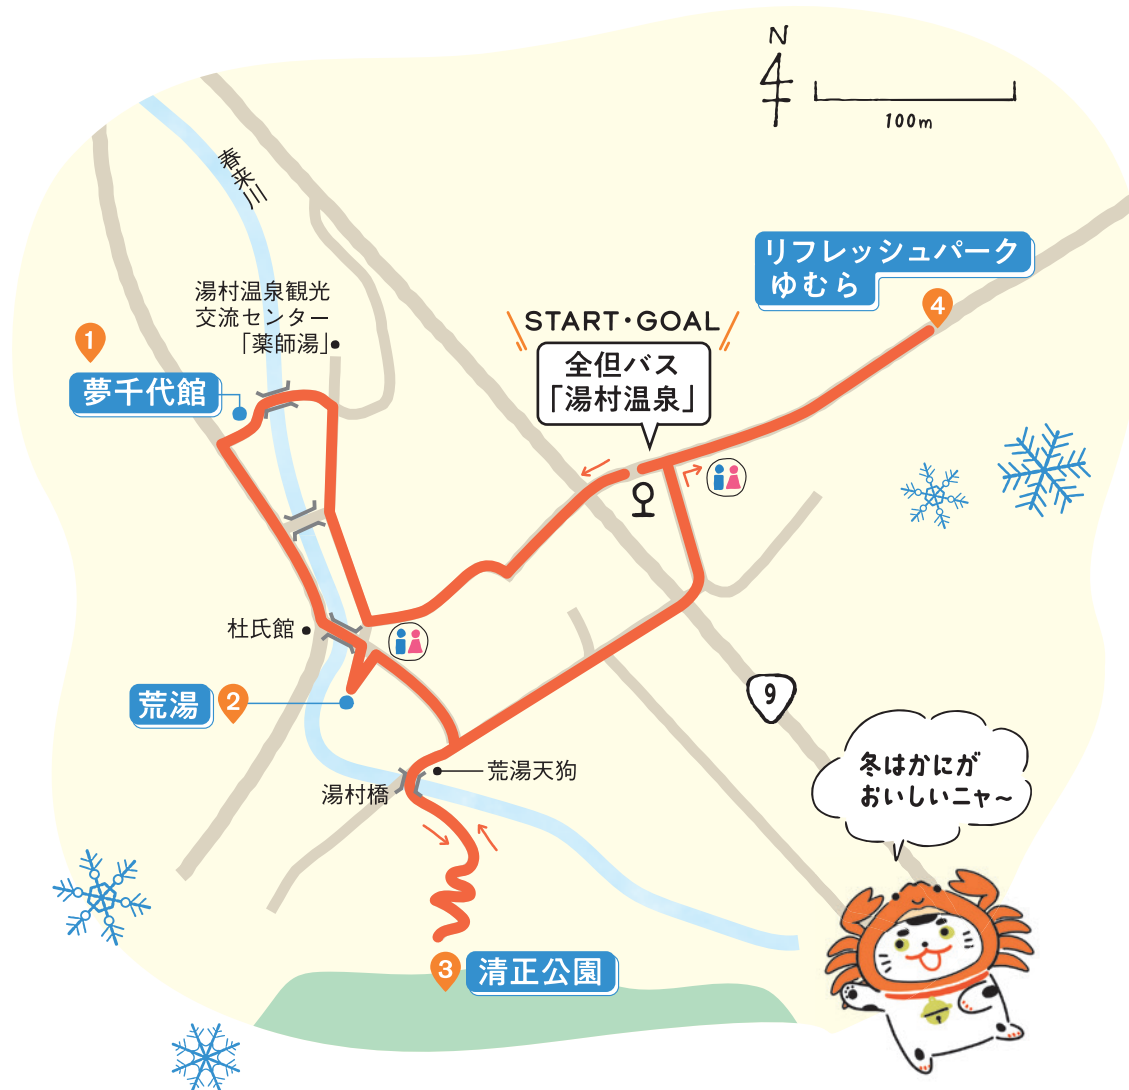 N
100m
春来川
リフレッシュパーク
ゆむら
4
湯村温泉観光
交流センター
「薬師湯」
START・GOAL
全但バス
「湯村温泉」
1
夢千代館
杜氏館
荒湯
2
9
荒湯天狗
湯村橋
冬はかにが
おいしいニャ〜
3
清正公園